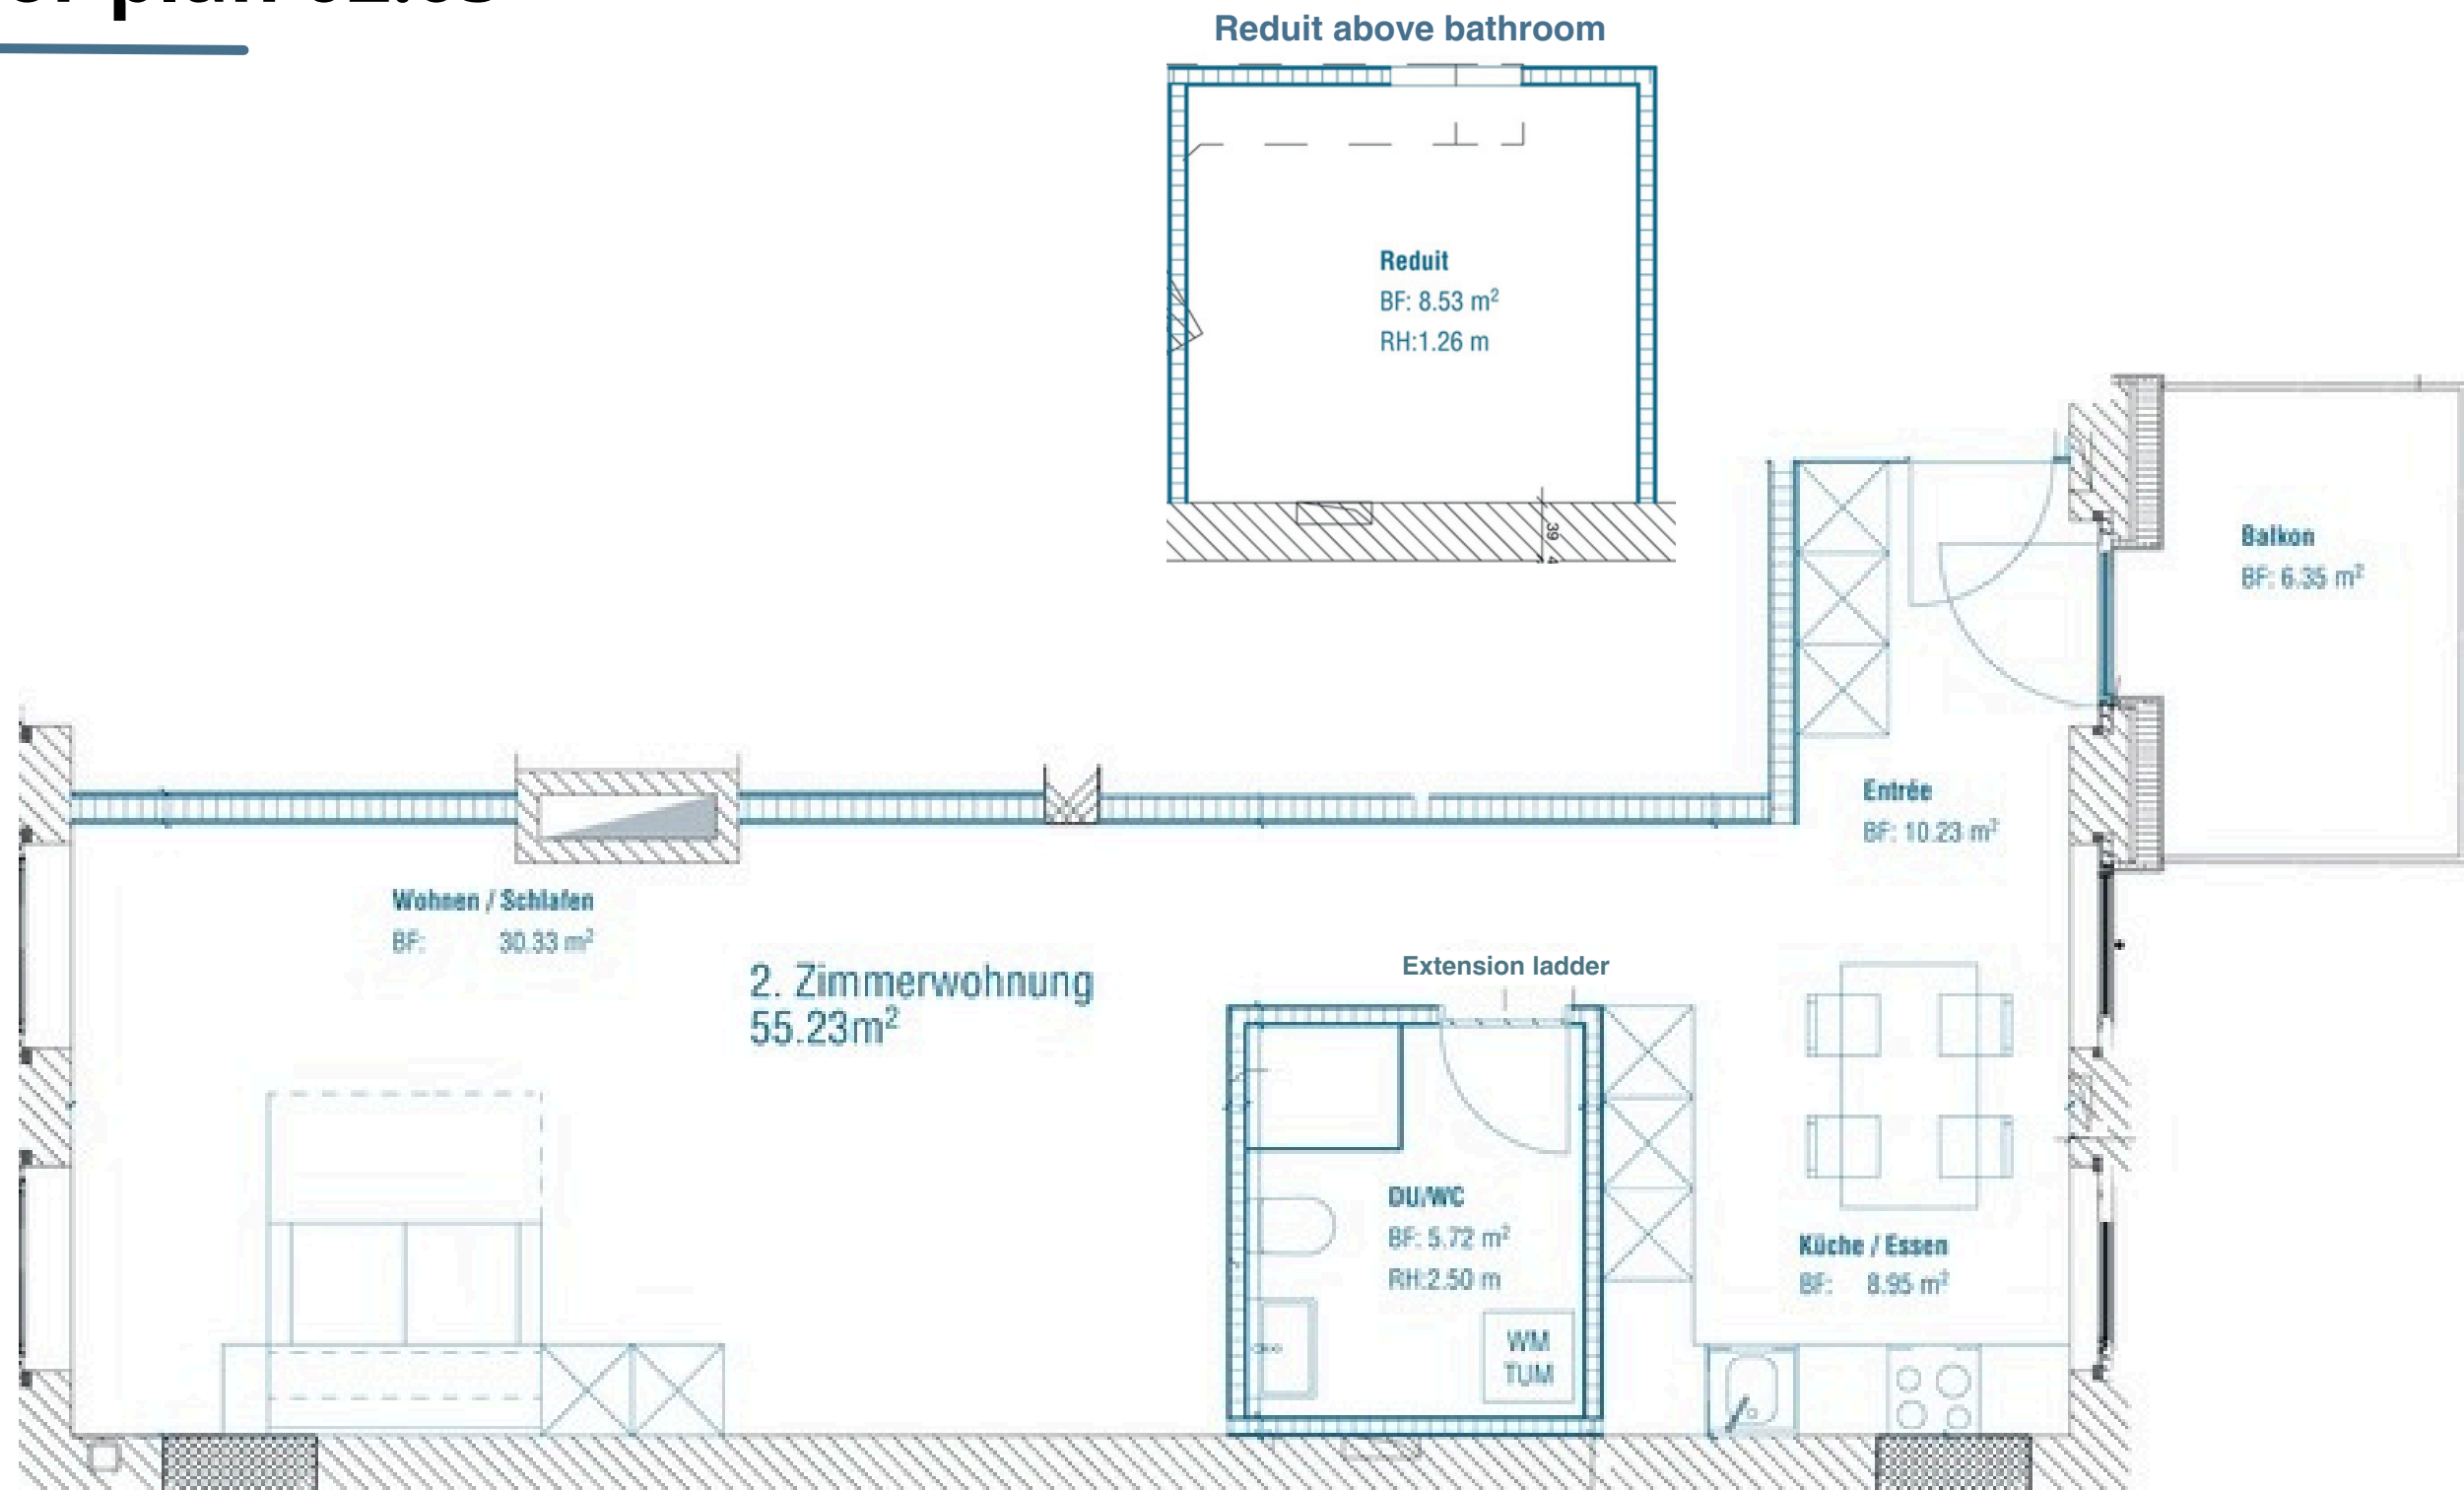 Reduit above bathroom
Reduit
BF: 8.53 m²
RH:1.26 m
39
Balkon
BF: 6.35 m²
Entrée
BF: 10.23 m²
Wohnen / Schlafen
BF: 30.33 m²
2. Zimmerwohnung
55.23m²
Extension ladder
DU/WC
BF: 5.72 m²
RH:2.50 m
WM
TUM
Küche / Essen
BF: 8.95 m²